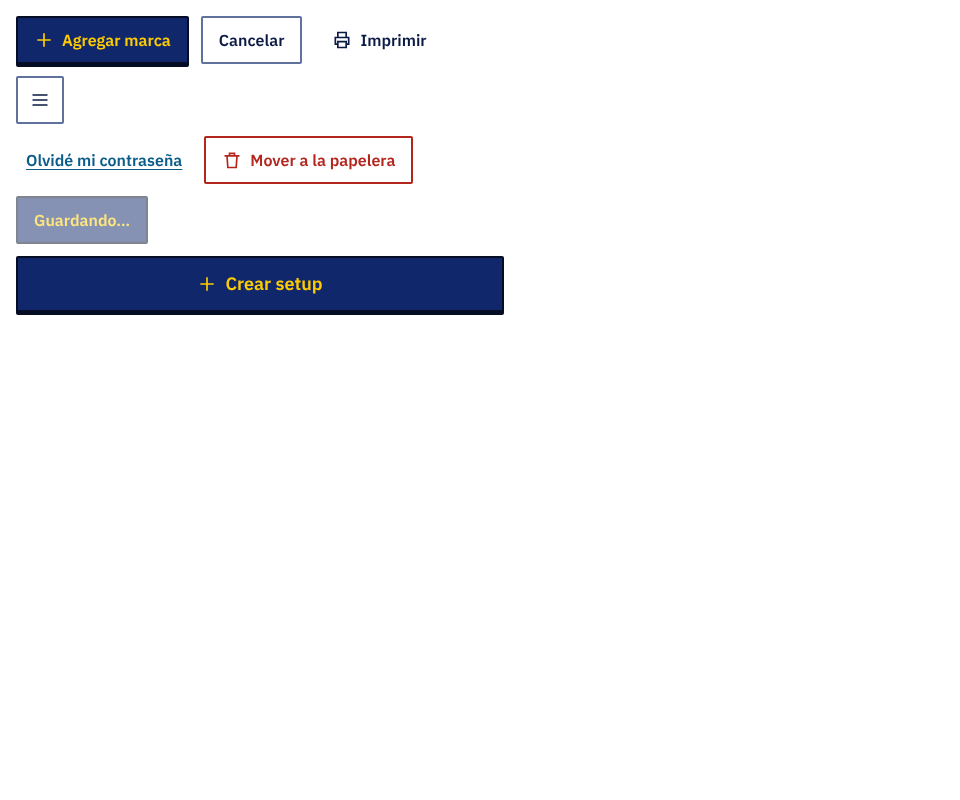 Agregar marca Cancelar Imprimir
Olvidé mi contraseña Mover a la papelera
Guardando...
Crear setup